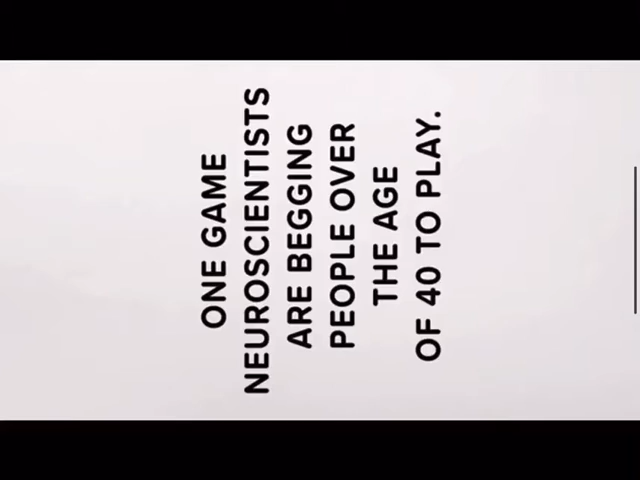 ONE GAME
NEUROSCIENTISTS
ARE BEGGING
PEOPLE OVER
THE AGE
OF 40 TO PLAY.